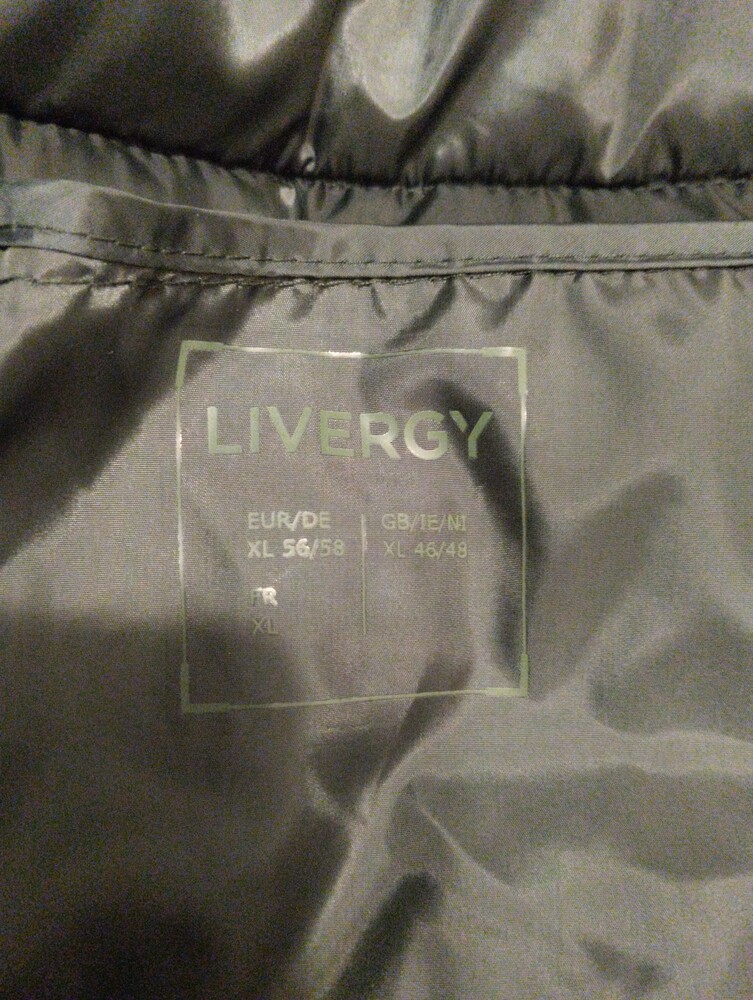 LIVERGY
EUR/DE
XL 56/58
GB/IE/NI
XL 46/48
FR
XL